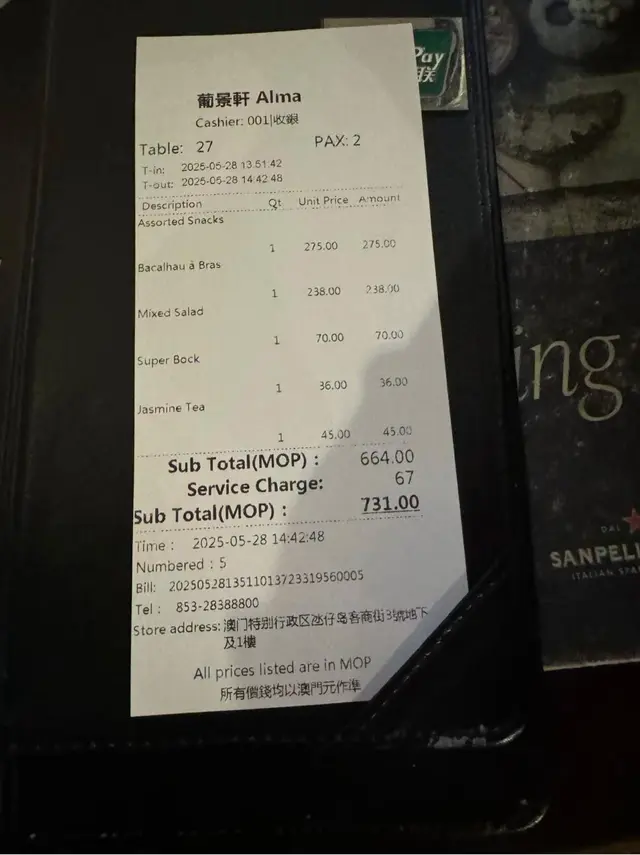 Pay
联
葡景軒 Alma
Cashier: 001|收銀
Table: 27 PAX: 2
T-in: 2025-05-28 13:51:42
T-out: 2025-05-28 14:42:48
Description Qt Unit Price Amount
Assorted Snacks
1 275.00 275.00
Bacalhau à Bras
1 238.00 238.00
Mixed Salad
1 70.00 70.00
Super Bock
1 36.00 36.00
Jasmine Tea
1 45.00 45.00
Sub Total(MOP) : 664.00
Service Charge: 67
Sub Total(MOP) : 731.00
Time : 2025-05-28 14:42:48
Numbered : 5
Bill: 2025052813511013723319560005
Tel : 853-28388800
Store address: 澳门特别行政区氹仔岛客商街3號地下
及1樓
All prices listed are in MOP
所有價錢均以澳門元作準
ing
DAL
SANPELL
ITALIAN SPA